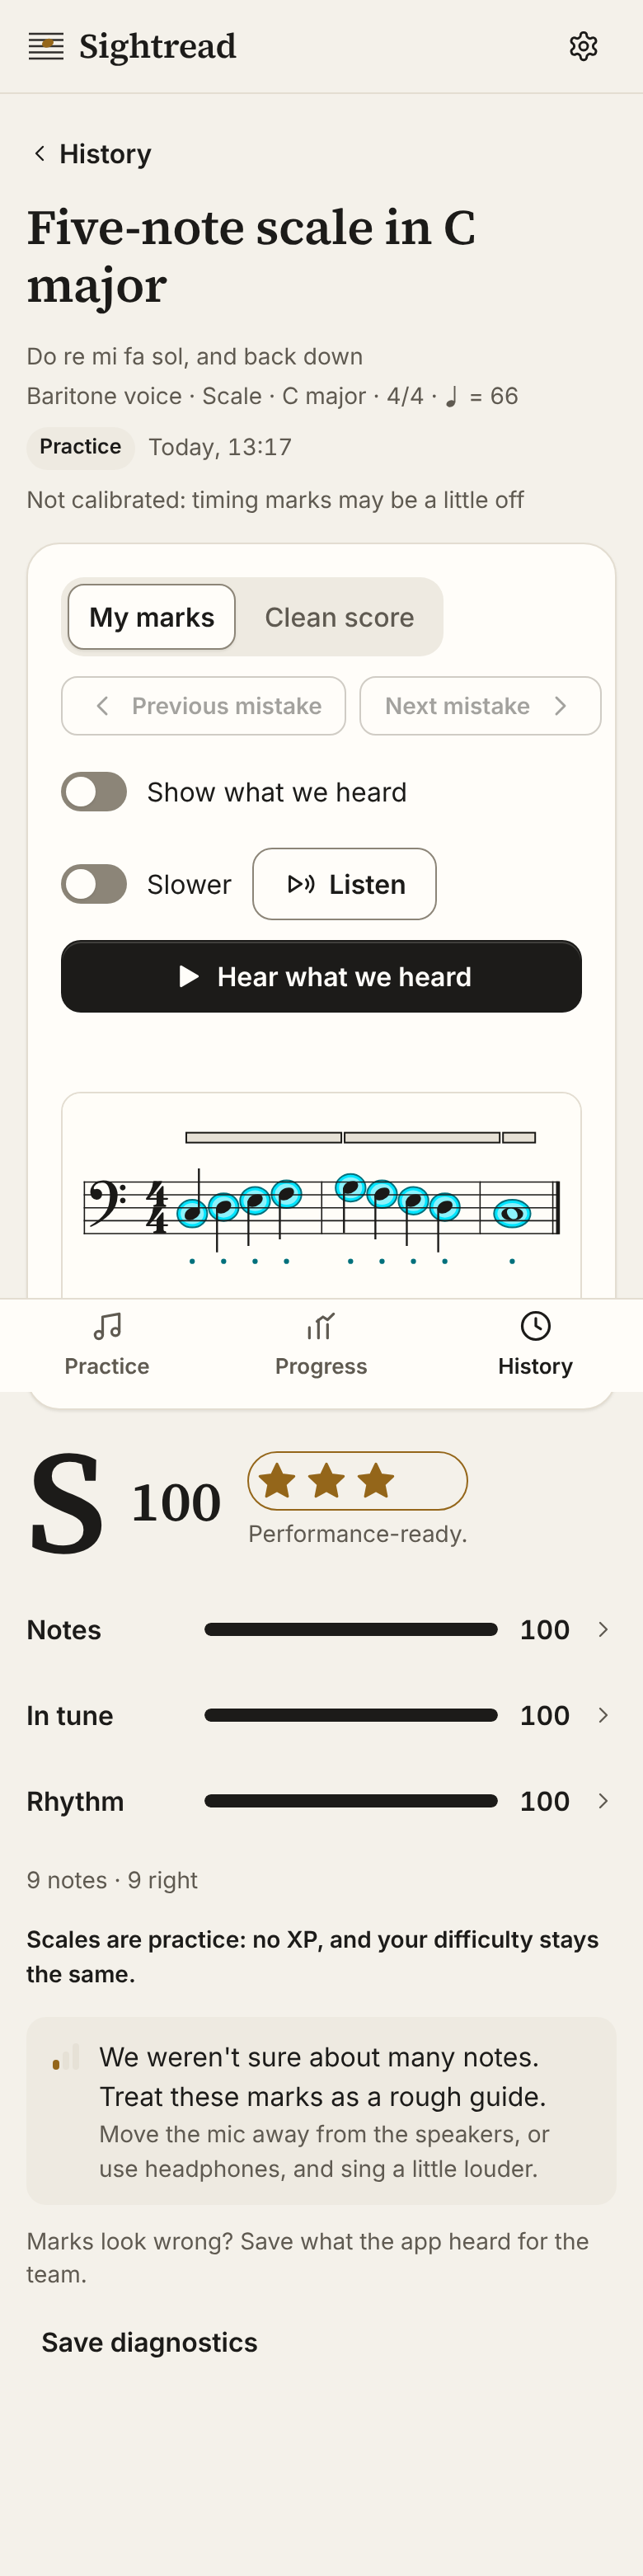 Sightread
History
Five-note scale in C
major
Do re mi fa sol, and back down
Baritone voice · Scale · C major · 4/4 · ♩ = 66
Practice Today, 13:17
Not calibrated: timing marks may be a little off
My marks Clean score
Previous mistake Next mistake
Show what we heard
Slower Listen
Hear what we heard
4
4
Practice Progress History
S 100
Performance-ready.
Notes 100
In tune 100
Rhythm 100
9 notes · 9 right
Scales are practice: no XP, and your difficulty stays
the same.
We weren't sure about many notes.
Treat these marks as a rough guide.
Move the mic away from the speakers, or
use headphones, and sing a little louder.
Marks look wrong? Save what the app heard for the
team.
Save diagnostics